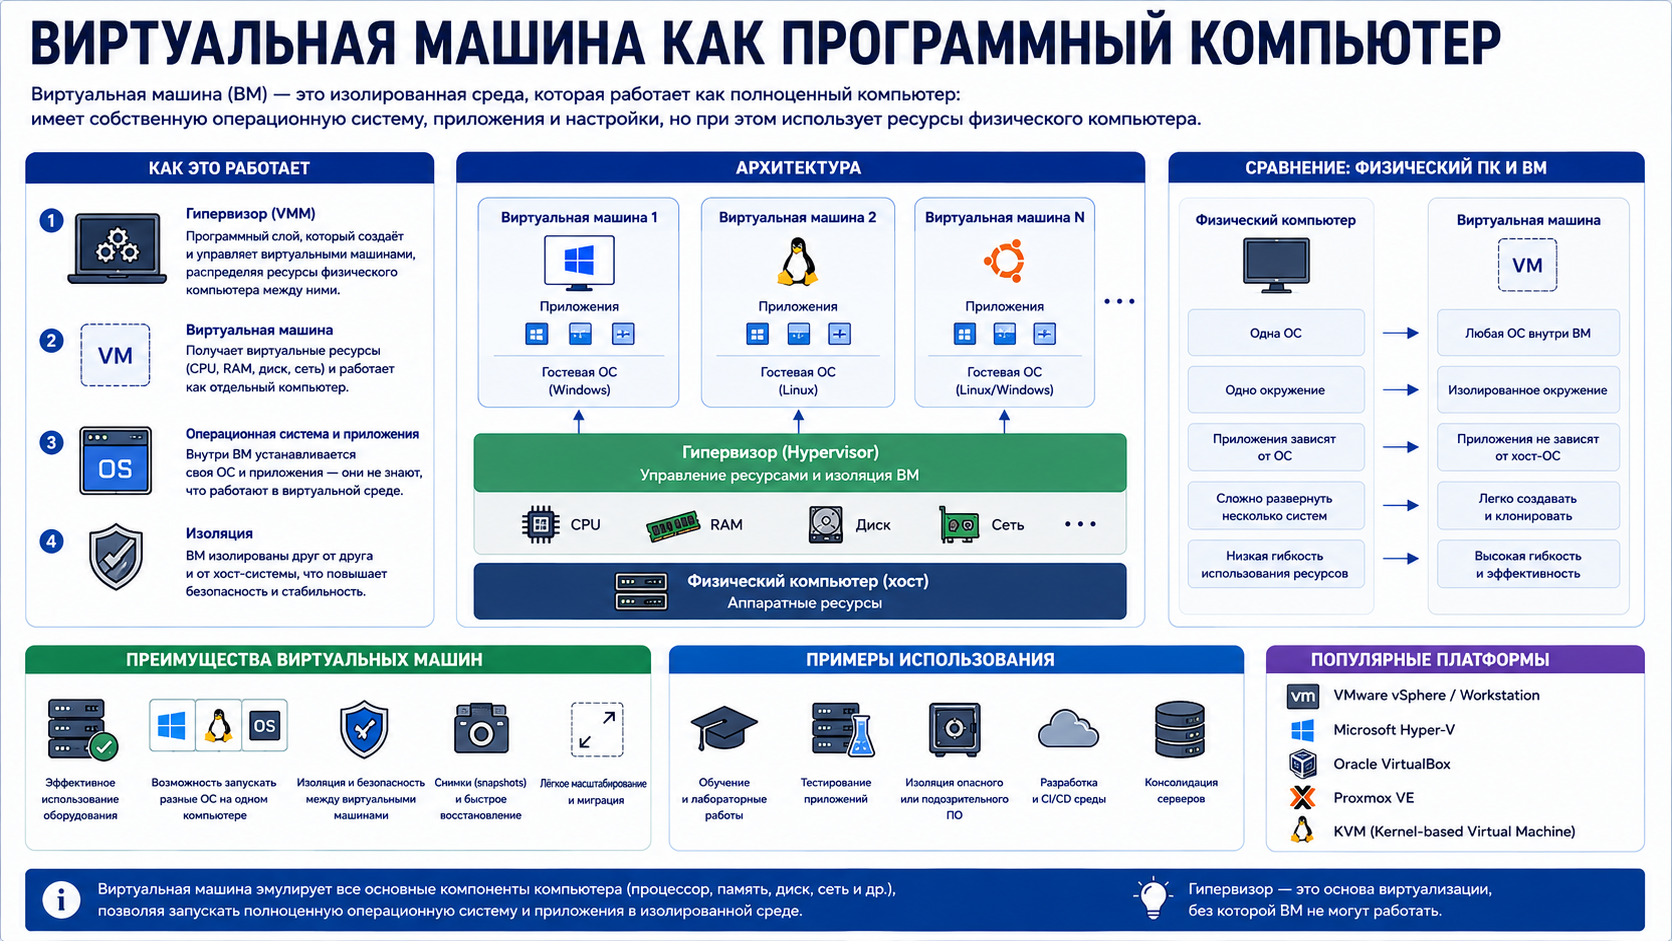 ВИРТУАЛЬНАЯ МАШИНА КАК ПРОГРАММНЫЙ КОМПЬЮТЕР
Виртуальная машина (ВМ) — это изолированная среда, которая работает как полноценный компьютер:
имеет собственную операционную систему, приложения и настройки, но при этом использует ресурсы физического компьютера.
КАК ЭТО РАБОТАЕТ
1
Гипервизор (VMM)
Программный слой, который создаёт
и управляет виртуальными машинами,
распределяя ресурсы физического
компьютера между ними.
2
VM
Виртуальная машина
Получает виртуальные ресурсы
(CPU, RAM, диск, сеть) и работает
как отдельный компьютер.
3
OS
Операционная система и приложения
Внутри ВМ устанавливается
своя ОС и приложения — они не знают,
что работают в виртуальной среде.
4
Изоляция
ВМ изолированы друг от друга
и от хост-системы, что повышает
безопасность и стабильность.
АРХИТЕКТУРА
Виртуальная машина 1
Приложения
Гостевая ОС
(Windows)
Виртуальная машина 2
Приложения
Гостевая ОС
(Linux)
Виртуальная машина N
Приложения
Гостевая ОС
(Linux/Windows)
• • •
Гипервизор (Hypervisor)
Управление ресурсами и изоляция ВМ
CPU
RAM
Диск
Сеть
• • •
Физический компьютер (хост)
Аппаратные ресурсы
СРАВНЕНИЕ: ФИЗИЧЕСКИЙ ПК И ВМ
Физический компьютер
Виртуальная машина
VM
Одна ОС
Любая ОС внутри ВМ
Одно окружение
Изолированное окружение
Приложения зависят
от ОС
Приложения не зависят
от хост-ОС
Сложно развернуть
несколько систем
Легко создавать
и клонировать
Низкая гибкость
использования ресурсов
Высокая гибкость
и эффективность
ПРЕИМУЩЕСТВА ВИРТУАЛЬНЫХ МАШИН
Эффективное
использование
оборудования
OS
Возможность запускать
разные ОС на одном
компьютере
Изоляция и безопасность
между виртуальными
машинами
Снимки (snapshots)
и быстрое
восстановление
Лёгкое масштабирование
и миграция
ПРИМЕРЫ ИСПОЛЬЗОВАНИЯ
Обучение
и лабораторные
работы
Тестирование
приложений
Изоляция опасного
или подозрительного
ПО
Разработка
и CI/CD среды
Консолидация
серверов
ПОПУЛЯРНЫЕ ПЛАТФОРМЫ
vm
VMware vSphere / Workstation
Microsoft Hyper-V
Oracle VirtualBox
Proxmox VE
KVM (Kernel-based Virtual Machine)
i
Виртуальная машина эмулирует все основные компоненты компьютера (процессор, память, диск, сеть и др.),
позволяя запускать полноценную операционную систему и приложения в изолированной среде.
Гипервизор — это основа виртуализации,
без которой ВМ не могут работать.